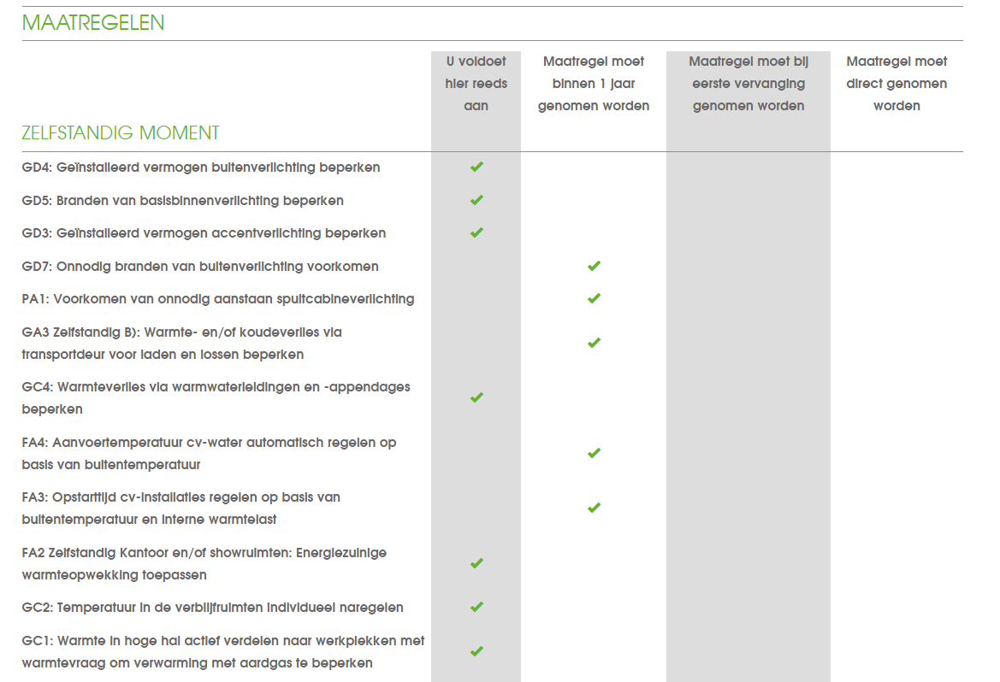 MAATREGELEN
U voldoet hier reeds aan
Maatregel moet binnen 1 jaar genomen worden
Maatregel moet bij eerste vervanging genomen worden
Maatregel moet direct genomen worden
ZELFSTANDIG MOMENT
GD4: Geïnstalleerd vermogen buitenverlichting beperken
GD5: Branden van basisbinnenverlichting beperken
GD3: Geïnstalleerd vermogen accentverlichting beperken
GD7: Onnodig branden van buitenverlichting voorkomen
PA1: Voorkomen van onnodig aanstaan spuitcabineverlichting
GA3 Zelfstandig B): Warmte- en/of koudeverlies via
transportdeur voor laden en lossen beperken
GC4: Warmteverlies via warmwaterleidingen en -appendages
beperken
FA4: Aanvoertemperatuur cv-water automatisch regelen op
basis van buitentemperatuur
FA3: Opstarttijd cv-installaties regelen op basis van
buitentemperatuur en interne warmtelast
FA2 Zelfstandig Kantoor en/of showruimten: Energiezuinige
warmteopwekking toepassen
GC2: Temperatuur in de verblijfruimten individueel naregelen
GC1: Warmte in hoge hal actief verdelen naar werkplekken met
warmtevraag om verwarming met aardgas te beperken